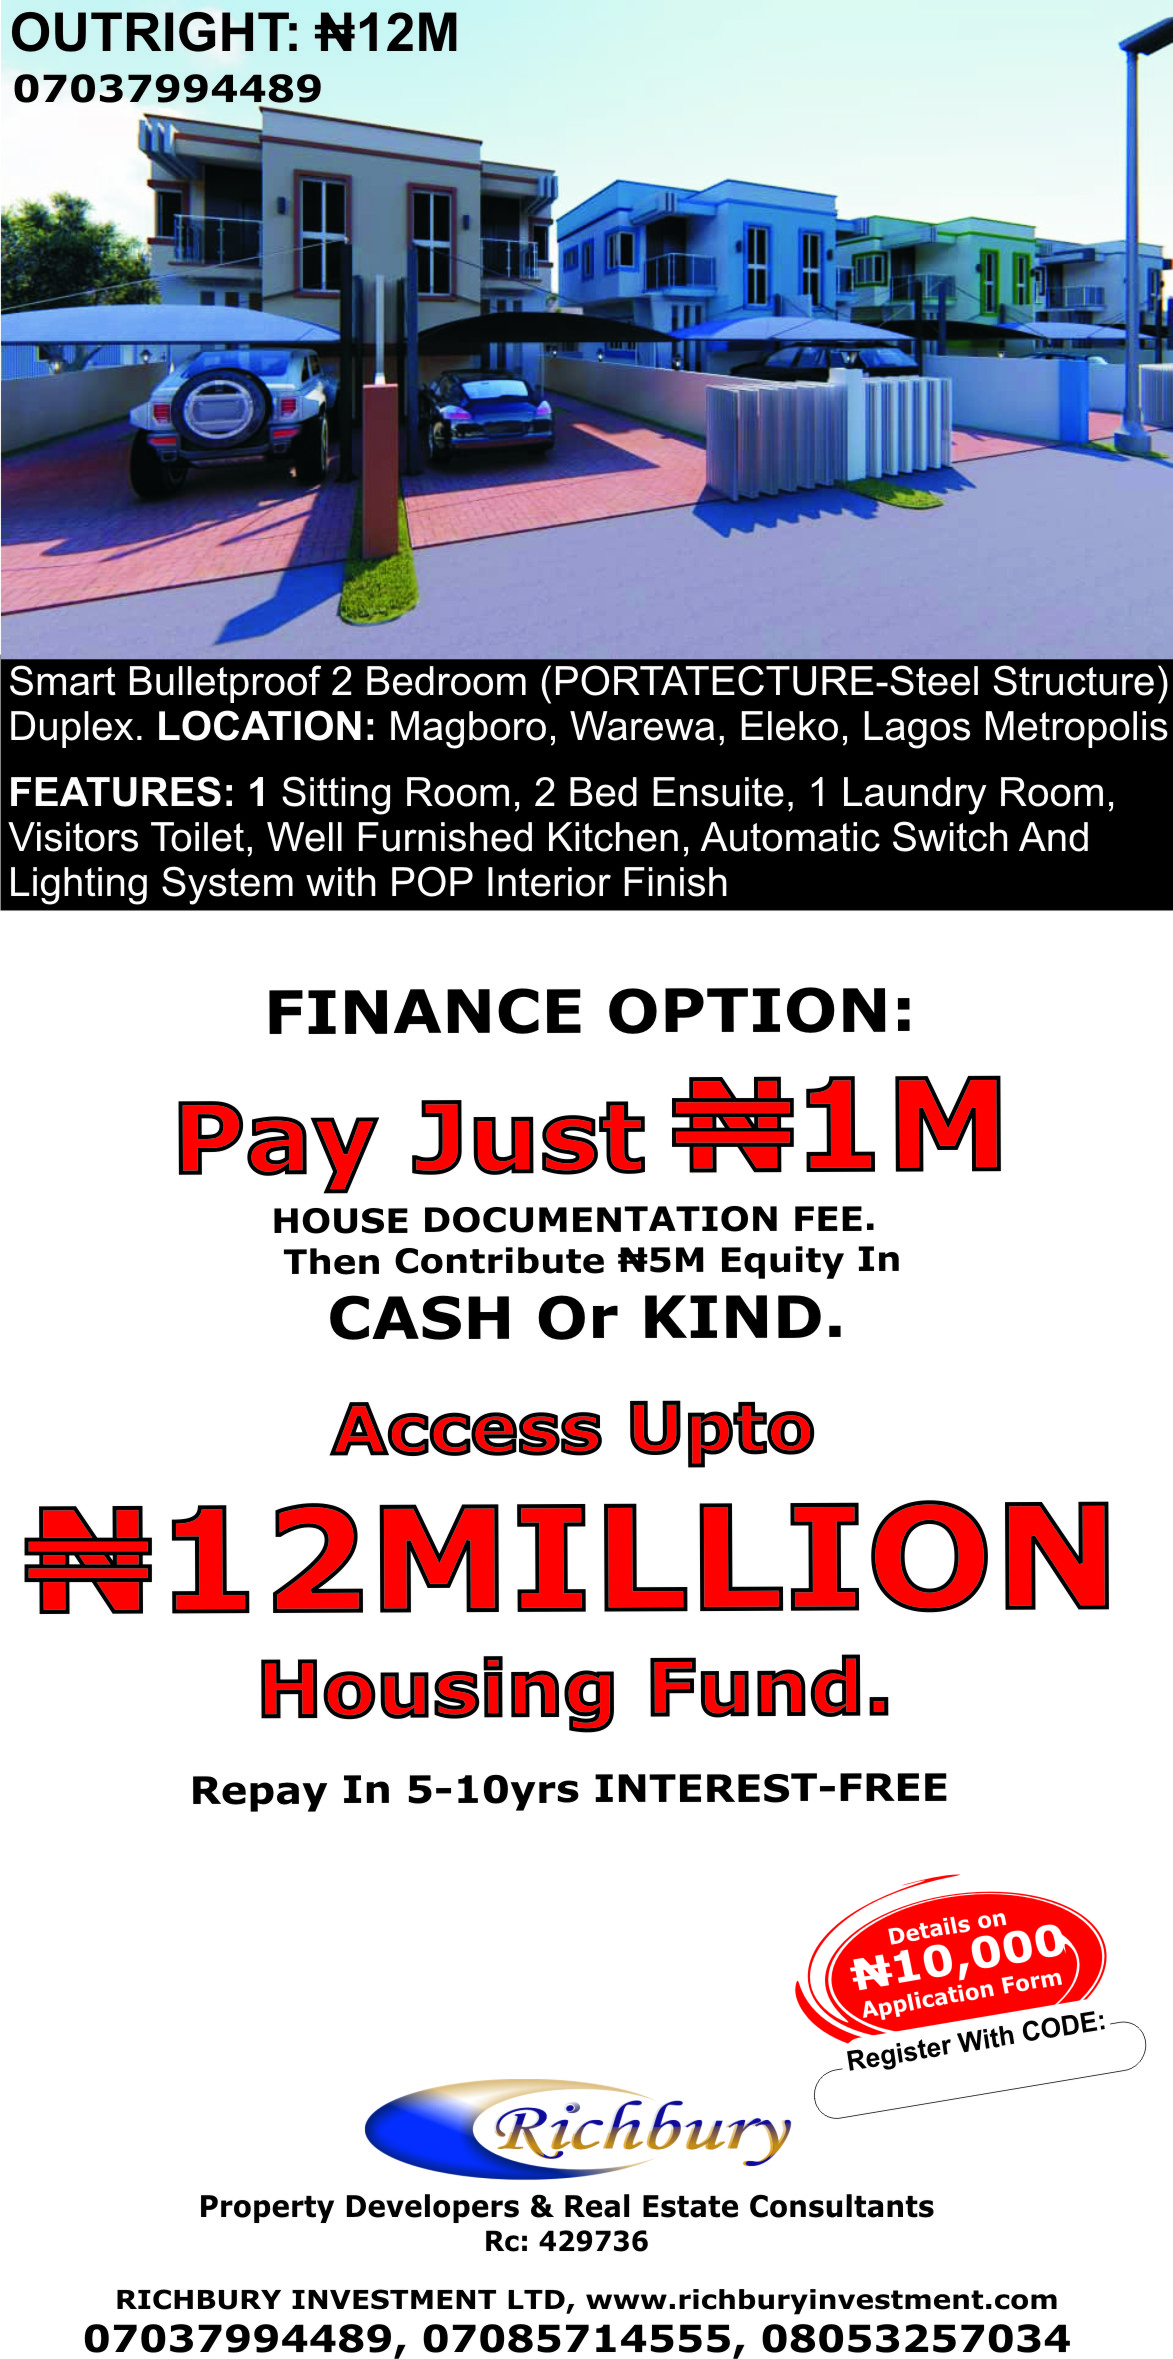 OUTRIGHT: ₦12M
07037994489
Smart Bulletproof 2 Bedroom (PORTATECTURE-Steel Structure)
Duplex. LOCATION: Magboro, Warewa, Eleko, Lagos Metropolis
FEATURES: 1 Sitting Room, 2 Bed Ensuite, 1 Laundry Room,
Visitors Toilet, Well Furnished Kitchen, Automatic Switch And
Lighting System with POP Interior Finish
FINANCE OPTION:
Pay Just ₦1M
HOUSE DOCUMENTATION FEE.
Then Contribute ₦5M Equity In
CASH Or KIND.
Access Upto
₦12MILLION
Housing Fund.
Repay In 5-10yrs INTEREST-FREE
Details on
₦10,000
Application Form
Register With CODE:
Richbury
Property Developers & Real Estate Consultants
Rc: 429736
RICHBURY INVESTMENT LTD, www.richburyinvestment.com
07037994489, 07085714555, 08053257034